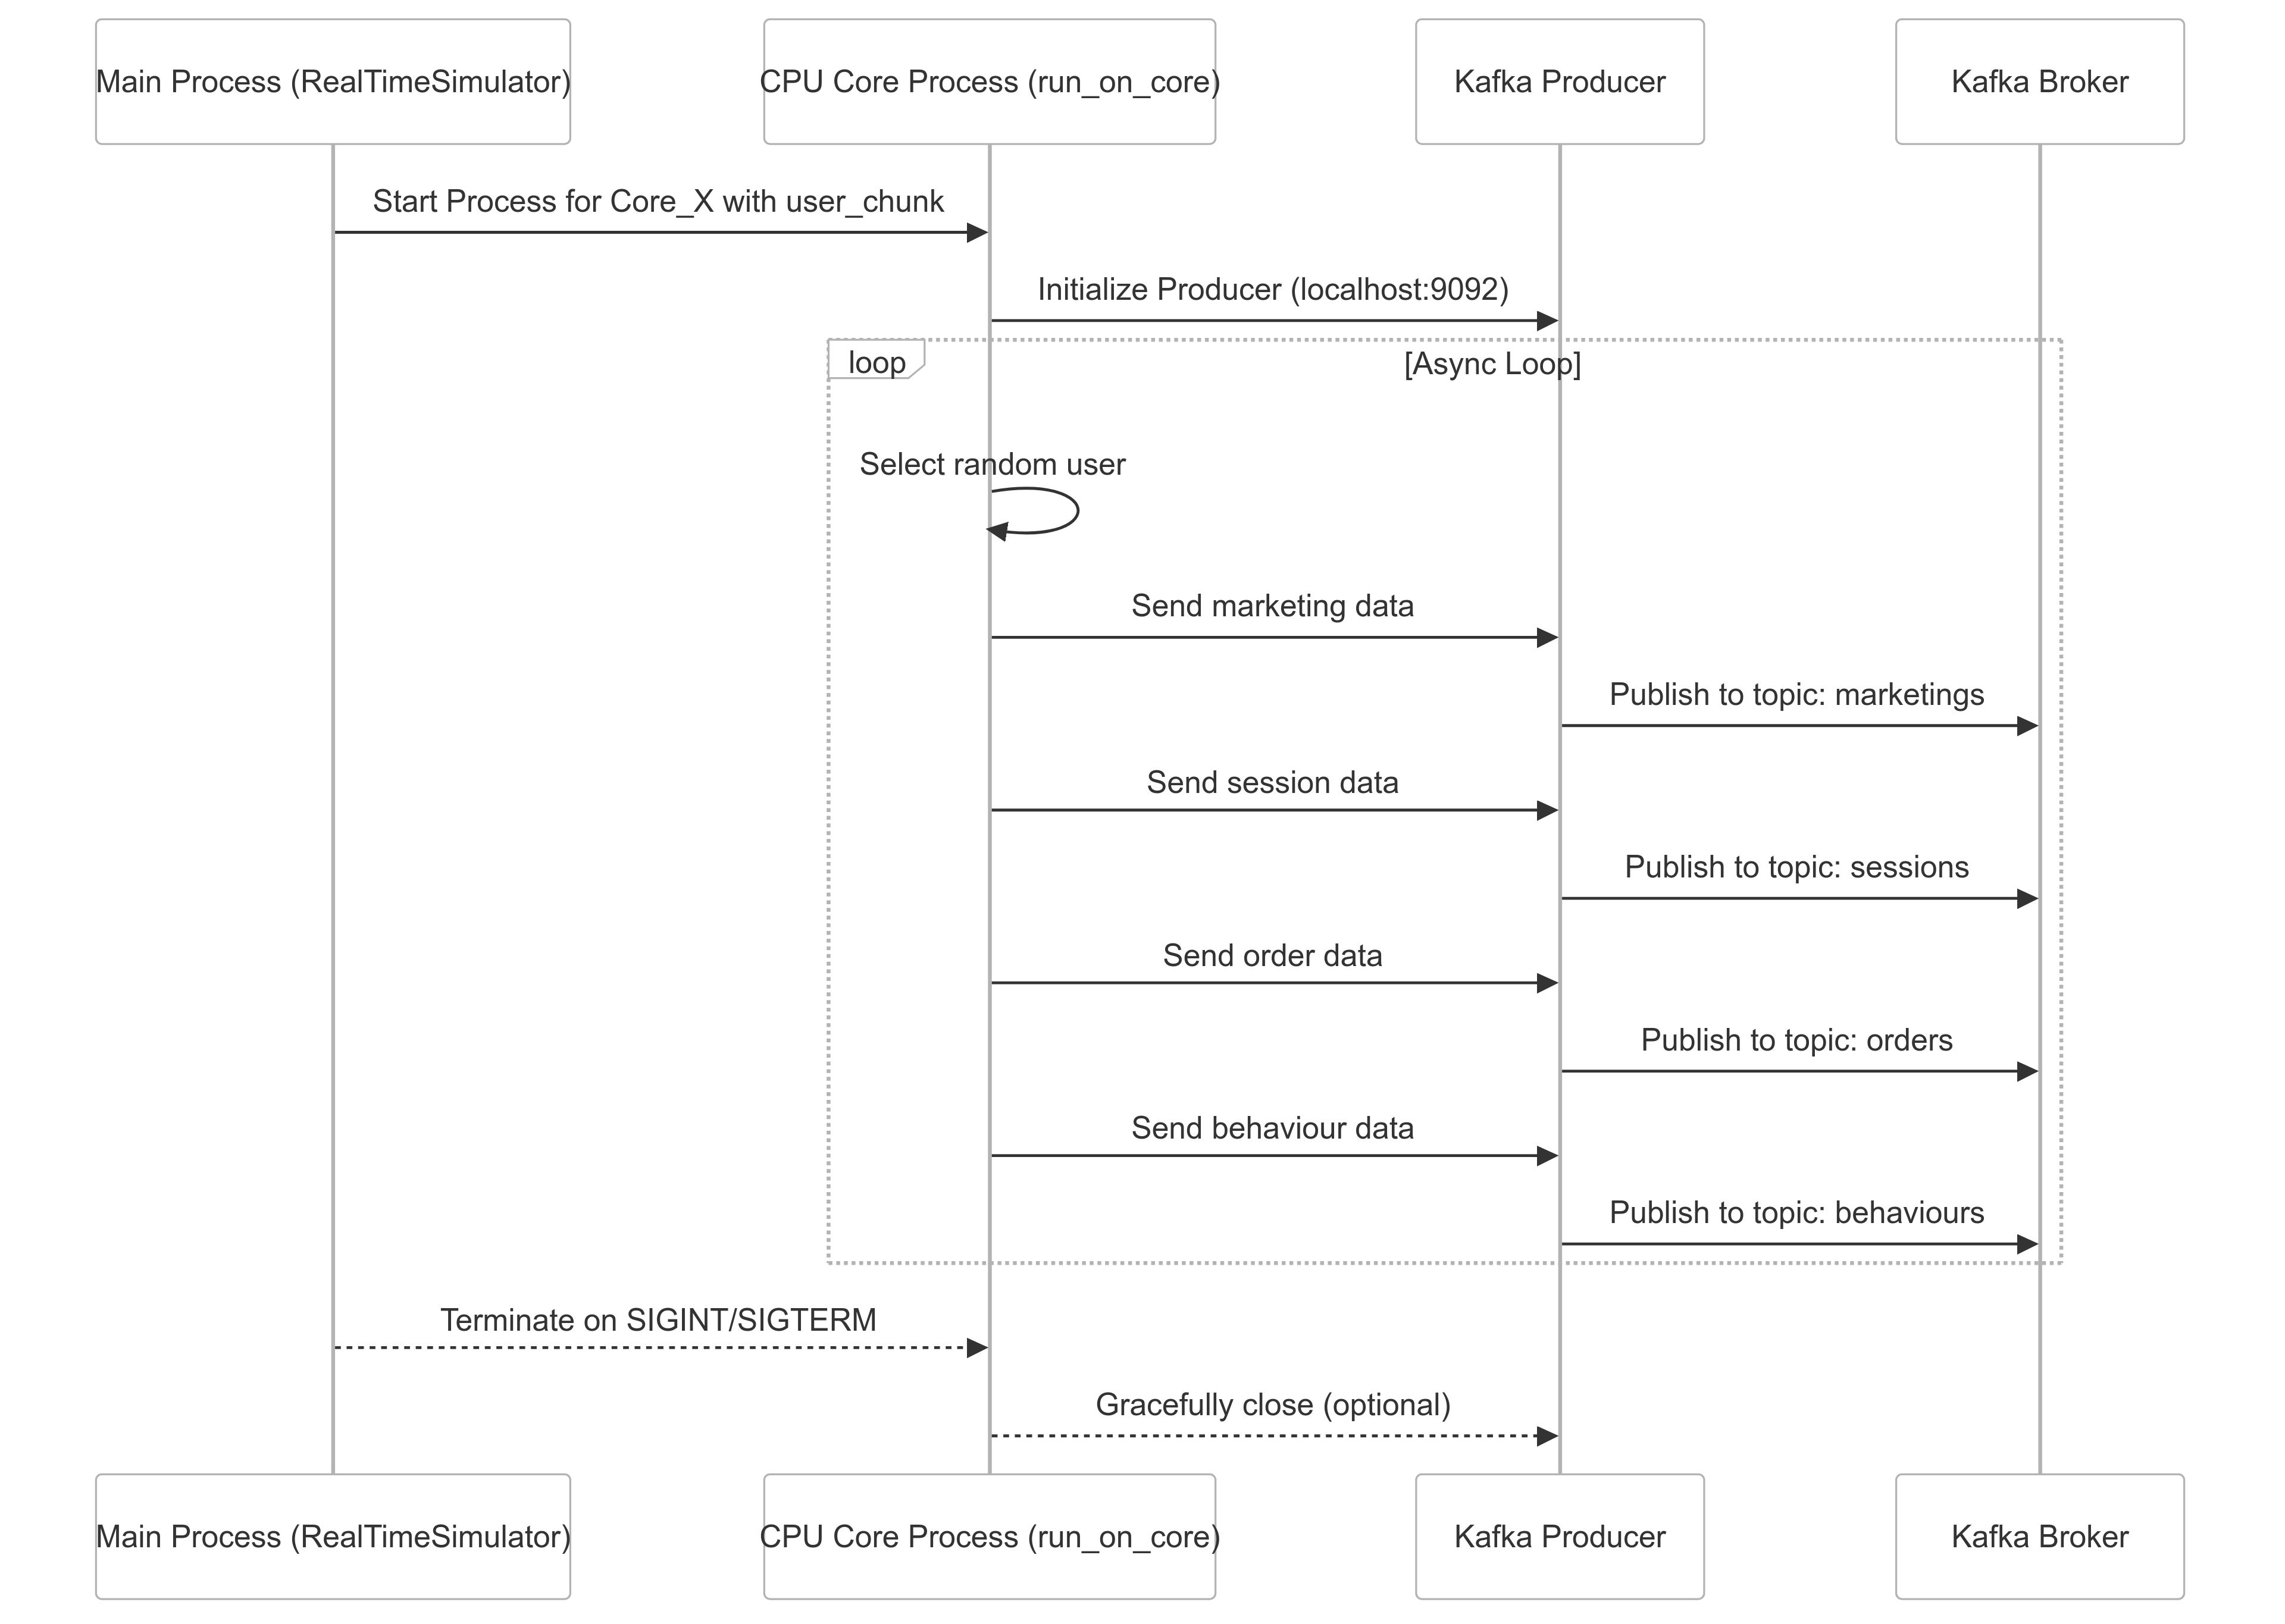 Main Process (RealTimeSimulator)
CPU Core Process (run_on_core)
Kafka Producer
Kafka Broker
Start Process for Core_X with user_chunk
Initialize Producer (localhost:9092)
loop
[Async Loop]
Select random user
Send marketing data
Publish to topic: marketings
Send session data
Publish to topic: sessions
Send order data
Publish to topic: orders
Send behaviour data
Publish to topic: behaviours
Terminate on SIGINT/SIGTERM
Gracefully close (optional)
Main Process (RealTimeSimulator)
CPU Core Process (run_on_core)
Kafka Producer
Kafka Broker